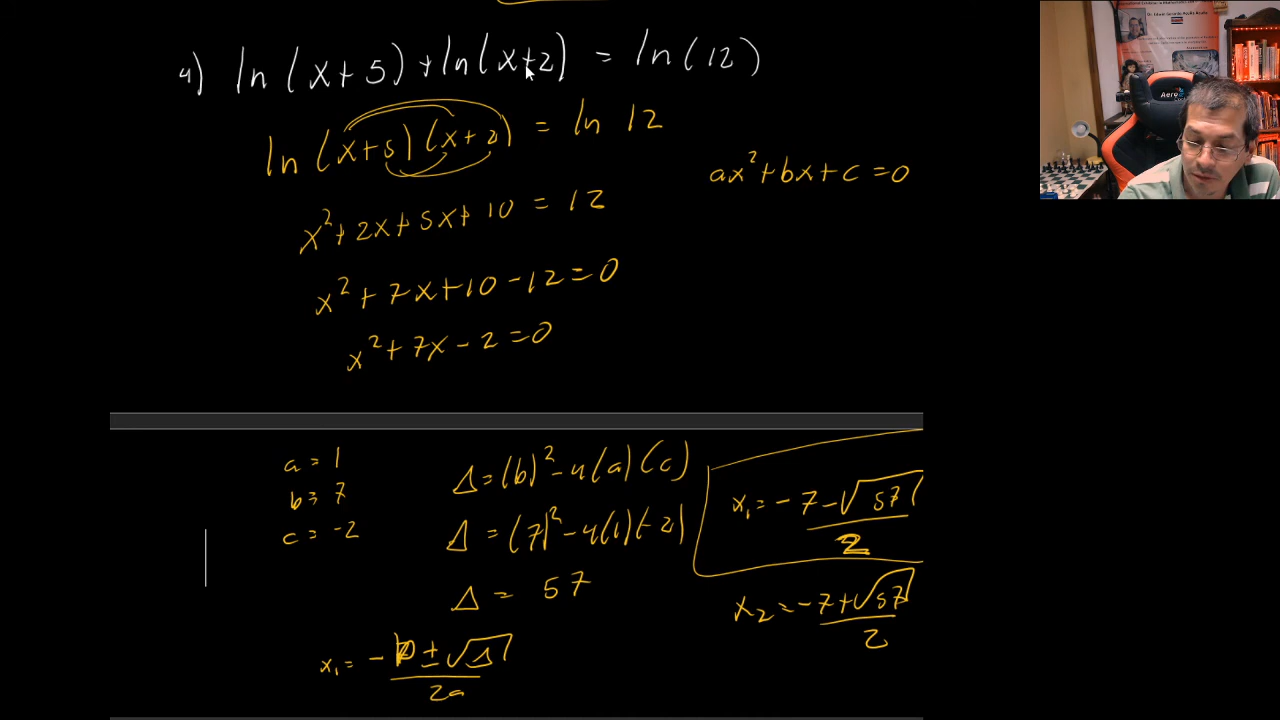 4) ln(x+5)+ln(x+2) = ln(12)
ln(x+5)(x+2) = ln 12
ax²+bx+c=0
x²+2x+5x+10 = 12
x²+7x+10-12=0
x²+7x-2=0
a = 1
b = 7
c = -2
Δ=(b)²-4(a)(c)
Δ=(7)²-4(1)(-2)
Δ = 57
x₁ = -b±√Δ / 2a
x₁ = -7-√57 / 2
x₂ = -7+√57 / 2
Aero